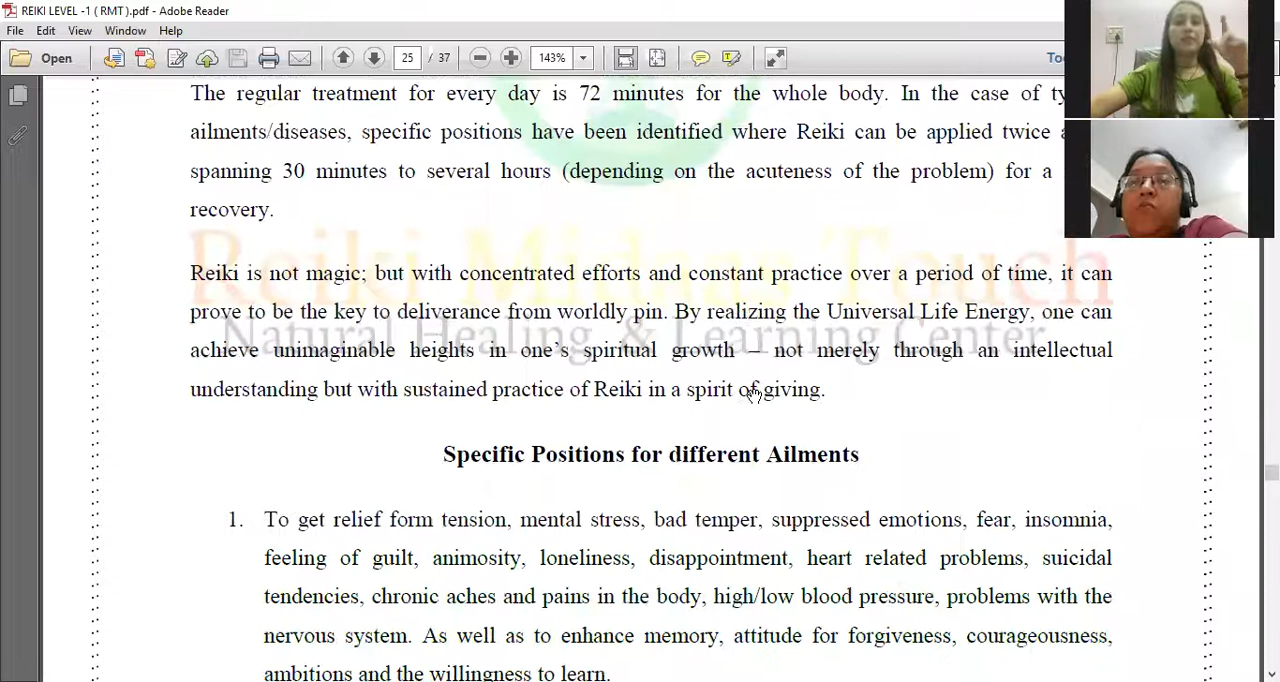 REIKI LEVEL -1 ( RMT ).pdf - Adobe Reader
File Edit View Window Help
Open 25 / 37 143%
The regular treatment for every day is 72 minutes for the whole body. In the case of
ailments/diseases, specific positions have been identified where Reiki can be applied twice
spanning 30 minutes to several hours (depending on the acuteness of the problem) for a
recovery.
Reiki Midnas Touch
Natural Healing & Learning Center
Reiki is not magic; but with concentrated efforts and constant practice over a period of time, it can
prove to be the key to deliverance from worldly pin. By realizing the Universal Life Energy, one can
achieve unimaginable heights in one’s spiritual growth – not merely through an intellectual
understanding but with sustained practice of Reiki in a spirit of giving.
Specific Positions for different Ailments
1. To get relief form tension, mental stress, bad temper, suppressed emotions, fear, insomnia,
feeling of guilt, animosity, loneliness, disappointment, heart related problems, suicidal
tendencies, chronic aches and pains in the body, high/low blood pressure, problems with the
nervous system. As well as to enhance memory, attitude for forgiveness, courageousness,
ambitions and the willingness to learn.